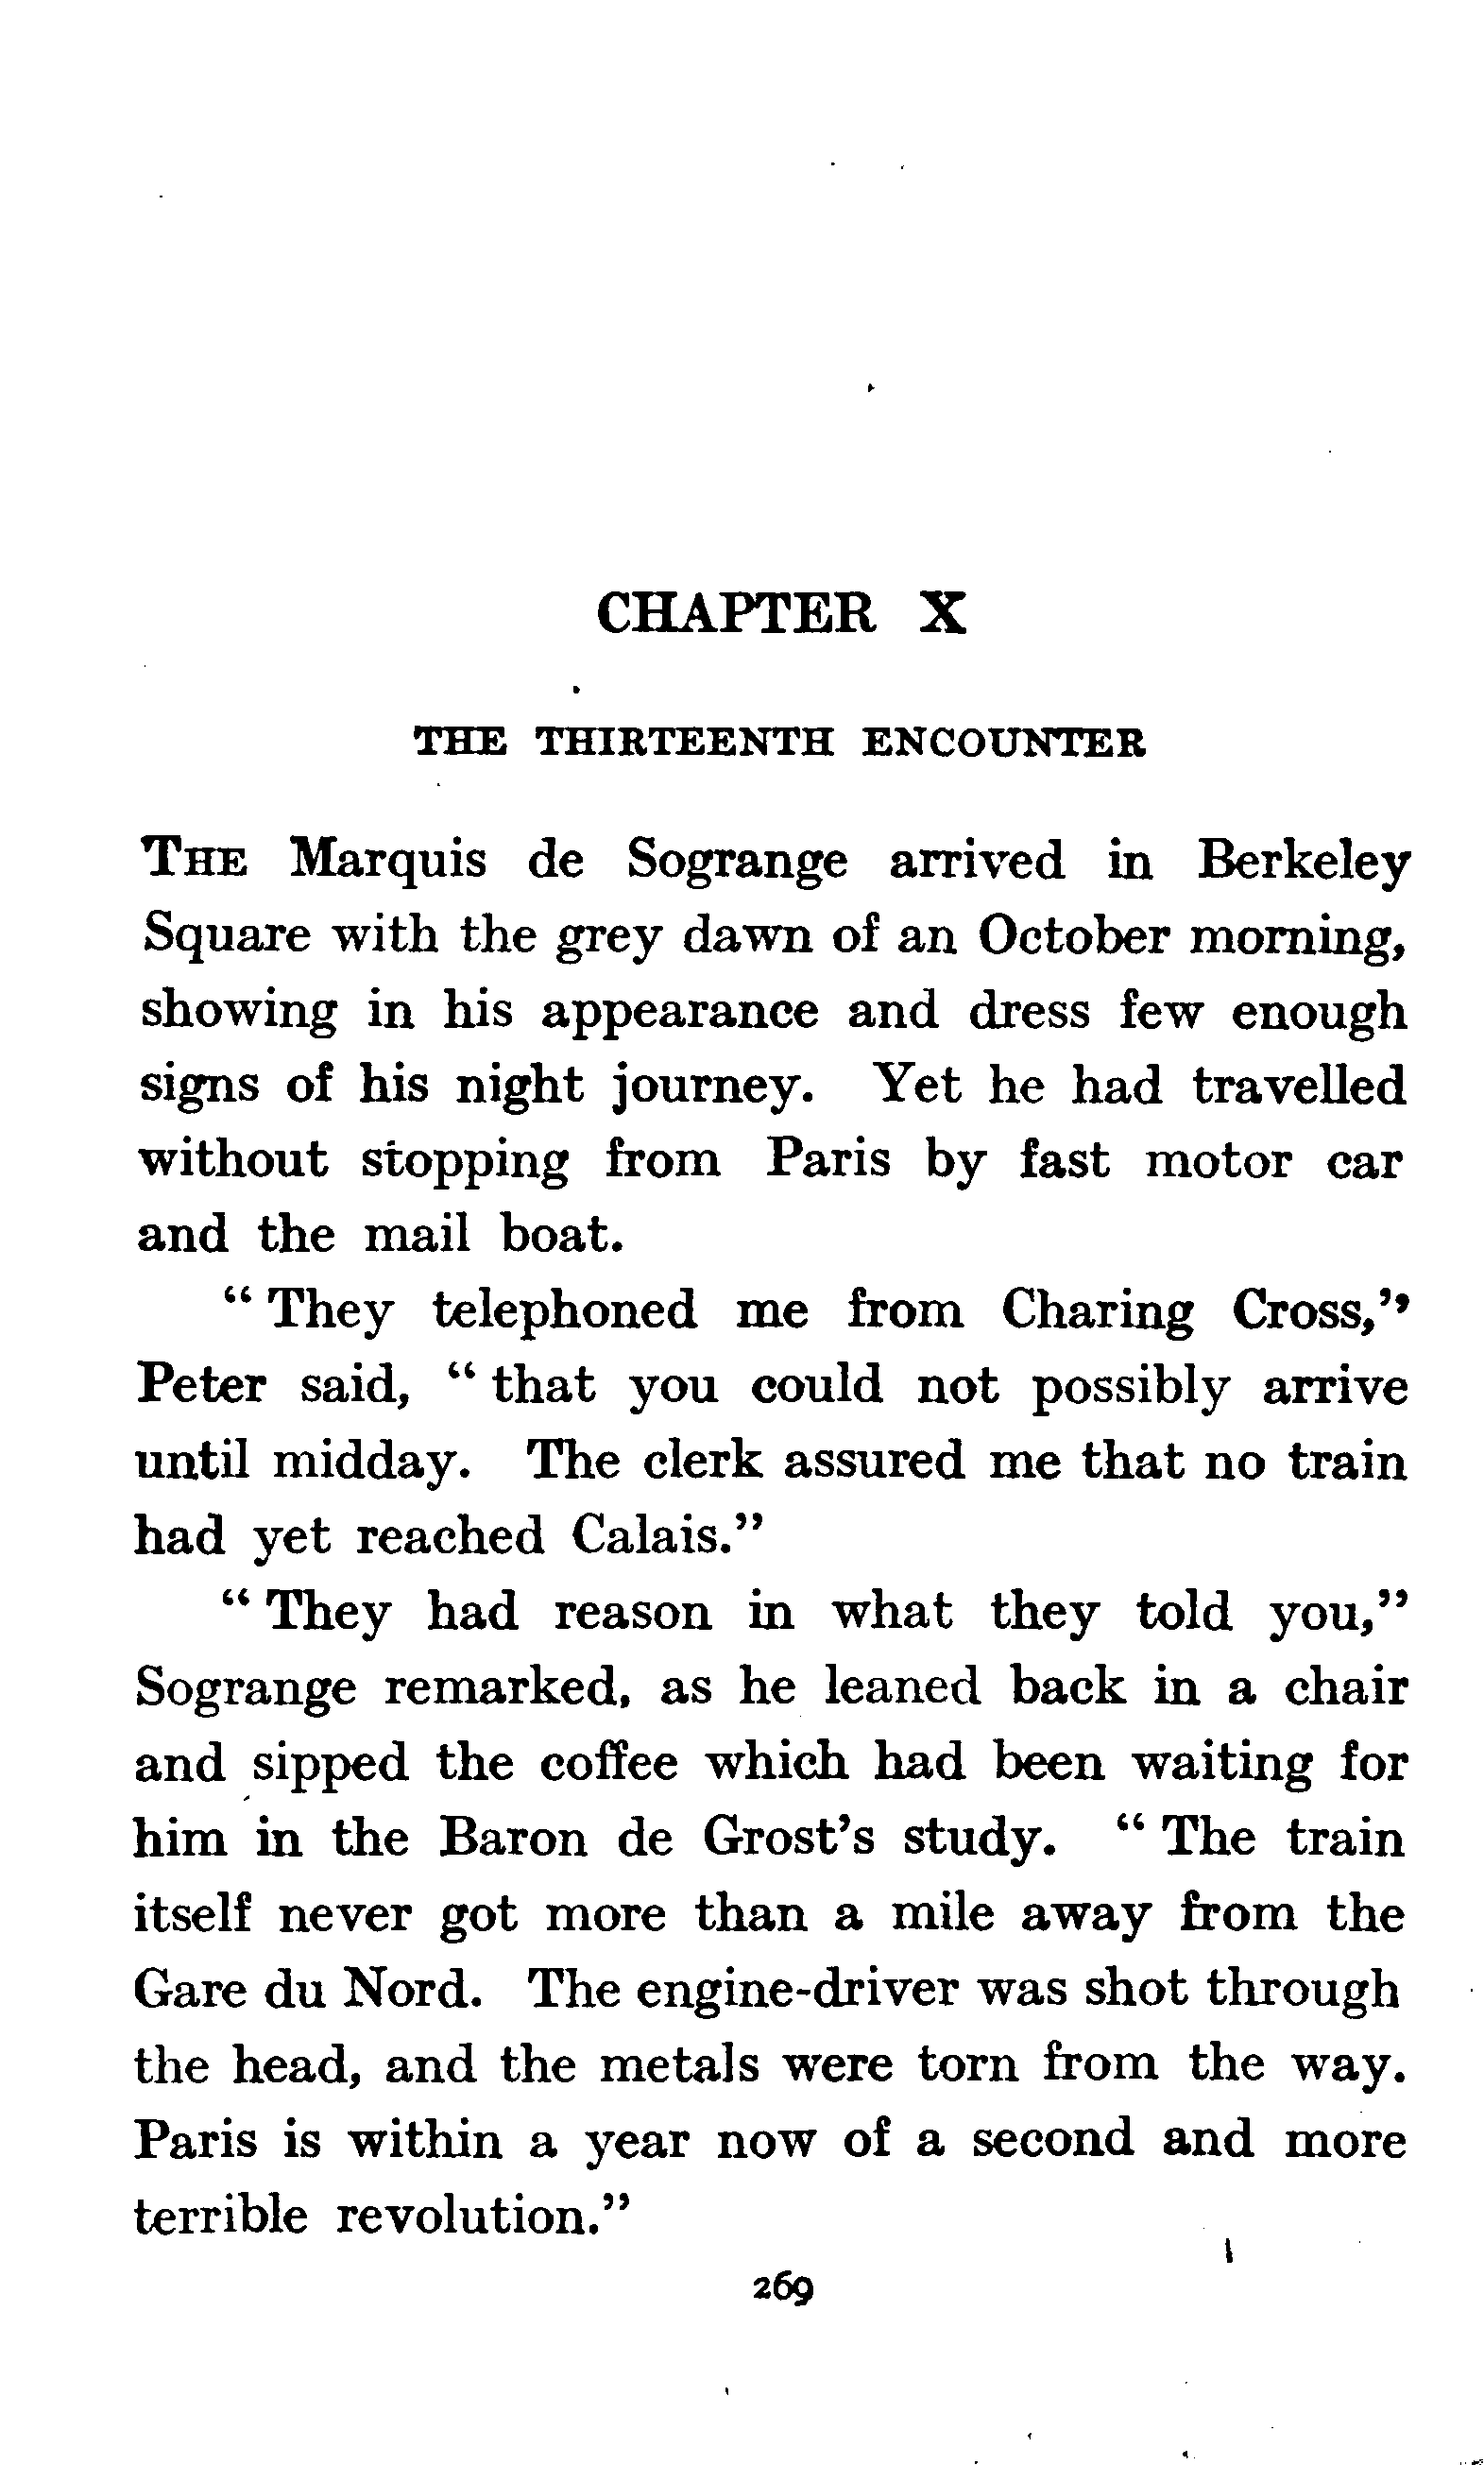 CHAPTER X
THE THIRTEENTH ENCOUNTER
THE Marquis de Sogrange arrived in Berkeley
Square with the grey dawn of an October morning,
showing in his appearance and dress few enough
signs of his night journey. Yet he had travelled
without stopping from Paris by fast motor car
and the mail boat.
“ They telephoned me from Charing Cross,”
Peter said, “ that you could not possibly arrive
until midday. The clerk assured me that no train
had yet reached Calais.”
“ They had reason in what they told you,”
Sogrange remarked, as he leaned back in a chair
and sipped the coffee which had been waiting for
him in the Baron de Grost’s study. “ The train
itself never got more than a mile away from the
Gare du Nord. The engine-driver was shot through
the head, and the metals were torn from the way.
Paris is within a year now of a second and more
terrible revolution.”
269